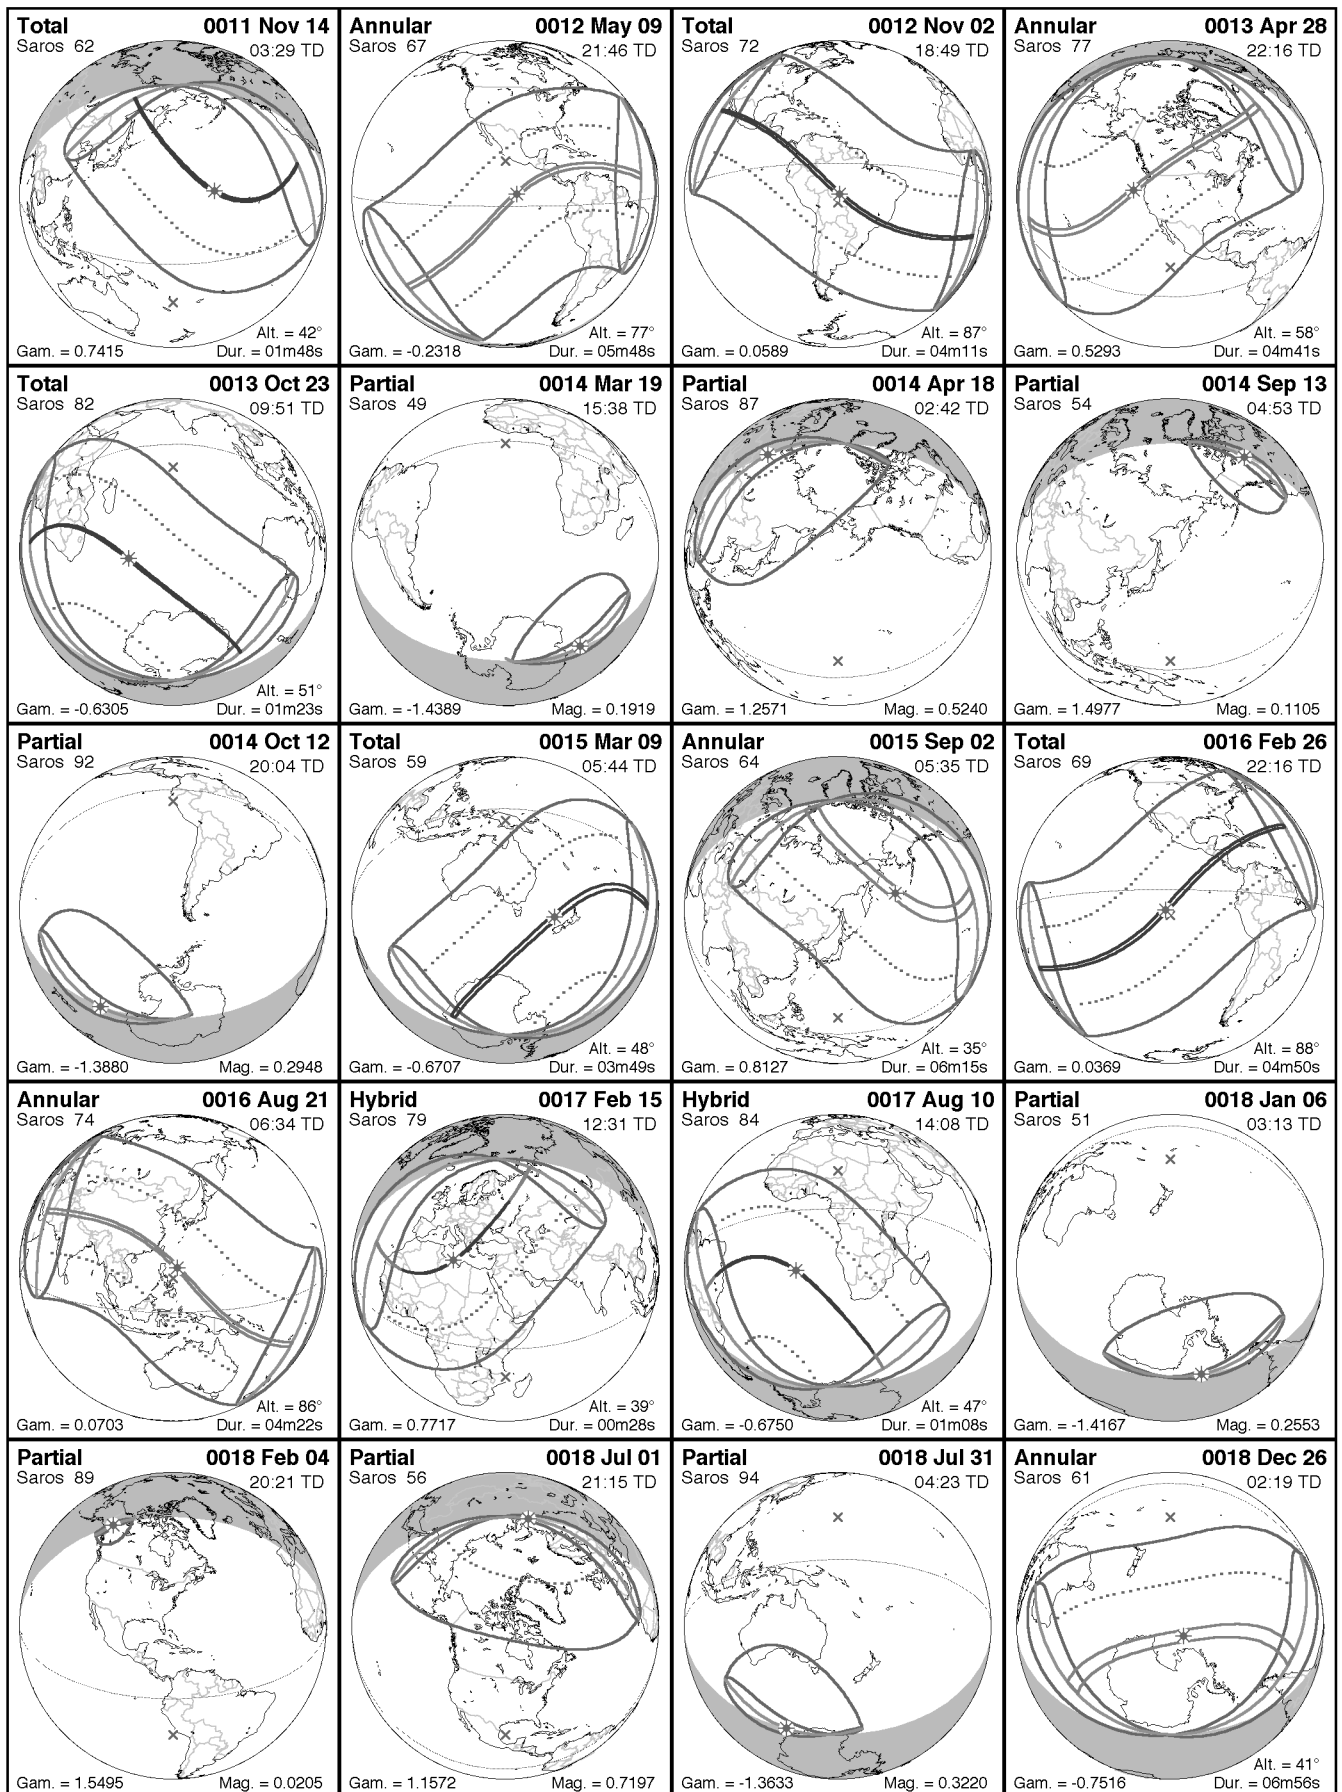 Total 0011 Nov 14
Saros 62 03:29 TD
Alt. = 42°
Gam. = 0.7415 Dur. = 01m48s
Annular 0012 May 09
Saros 67 21:46 TD
Alt. = 77°
Gam. = -0.2318 Dur. = 05m48s
Total 0012 Nov 02
Saros 72 18:49 TD
Alt. = 87°
Gam. = 0.0589 Dur. = 04m11s
Annular 0013 Apr 28
Saros 77 22:16 TD
Alt. = 58°
Gam. = 0.5293 Dur. = 04m41s
Total 0013 Oct 23
Saros 82 09:51 TD
Alt. = 51°
Gam. = -0.6305 Dur. = 01m23s
Partial 0014 Mar 19
Saros 49 15:38 TD
Gam. = -1.4389 Mag. = 0.1919
Partial 0014 Apr 18
Saros 87 02:42 TD
Gam. = 1.2571 Mag. = 0.5240
Partial 0014 Sep 13
Saros 54 04:53 TD
Gam. = 1.4977 Mag. = 0.1105
Partial 0014 Oct 12
Saros 92 20:04 TD
Gam. = -1.3880 Mag. = 0.2948
Total 0015 Mar 09
Saros 59 05:44 TD
Alt. = 48°
Gam. = -0.6707 Dur. = 03m49s
Annular 0015 Sep 02
Saros 64 05:35 TD
Alt. = 35°
Gam. = 0.8127 Dur. = 06m15s
Total 0016 Feb 26
Saros 69 22:16 TD
Alt. = 88°
Gam. = 0.0369 Dur. = 04m50s
Annular 0016 Aug 21
Saros 74 06:34 TD
Alt. = 86°
Gam. = 0.0703 Dur. = 04m22s
Hybrid 0017 Feb 15
Saros 79 12:31 TD
Alt. = 39°
Gam. = 0.7717 Dur. = 00m28s
Hybrid 0017 Aug 10
Saros 84 14:08 TD
Alt. = 47°
Gam. = -0.6750 Dur. = 01m08s
Partial 0018 Jan 06
Saros 51 03:13 TD
Gam. = -1.4167 Mag. = 0.2553
Partial 0018 Feb 04
Saros 89 20:21 TD
Gam. = 1.5495 Mag. = 0.0205
Partial 0018 Jul 01
Saros 56 21:15 TD
Gam. = 1.1572 Mag. = 0.7197
Partial 0018 Jul 31
Saros 94 04:23 TD
Gam. = -1.3633 Mag. = 0.3220
Annular 0018 Dec 26
Saros 61 02:19 TD
Alt. = 41°
Gam. = -0.7516 Dur. = 06m56s